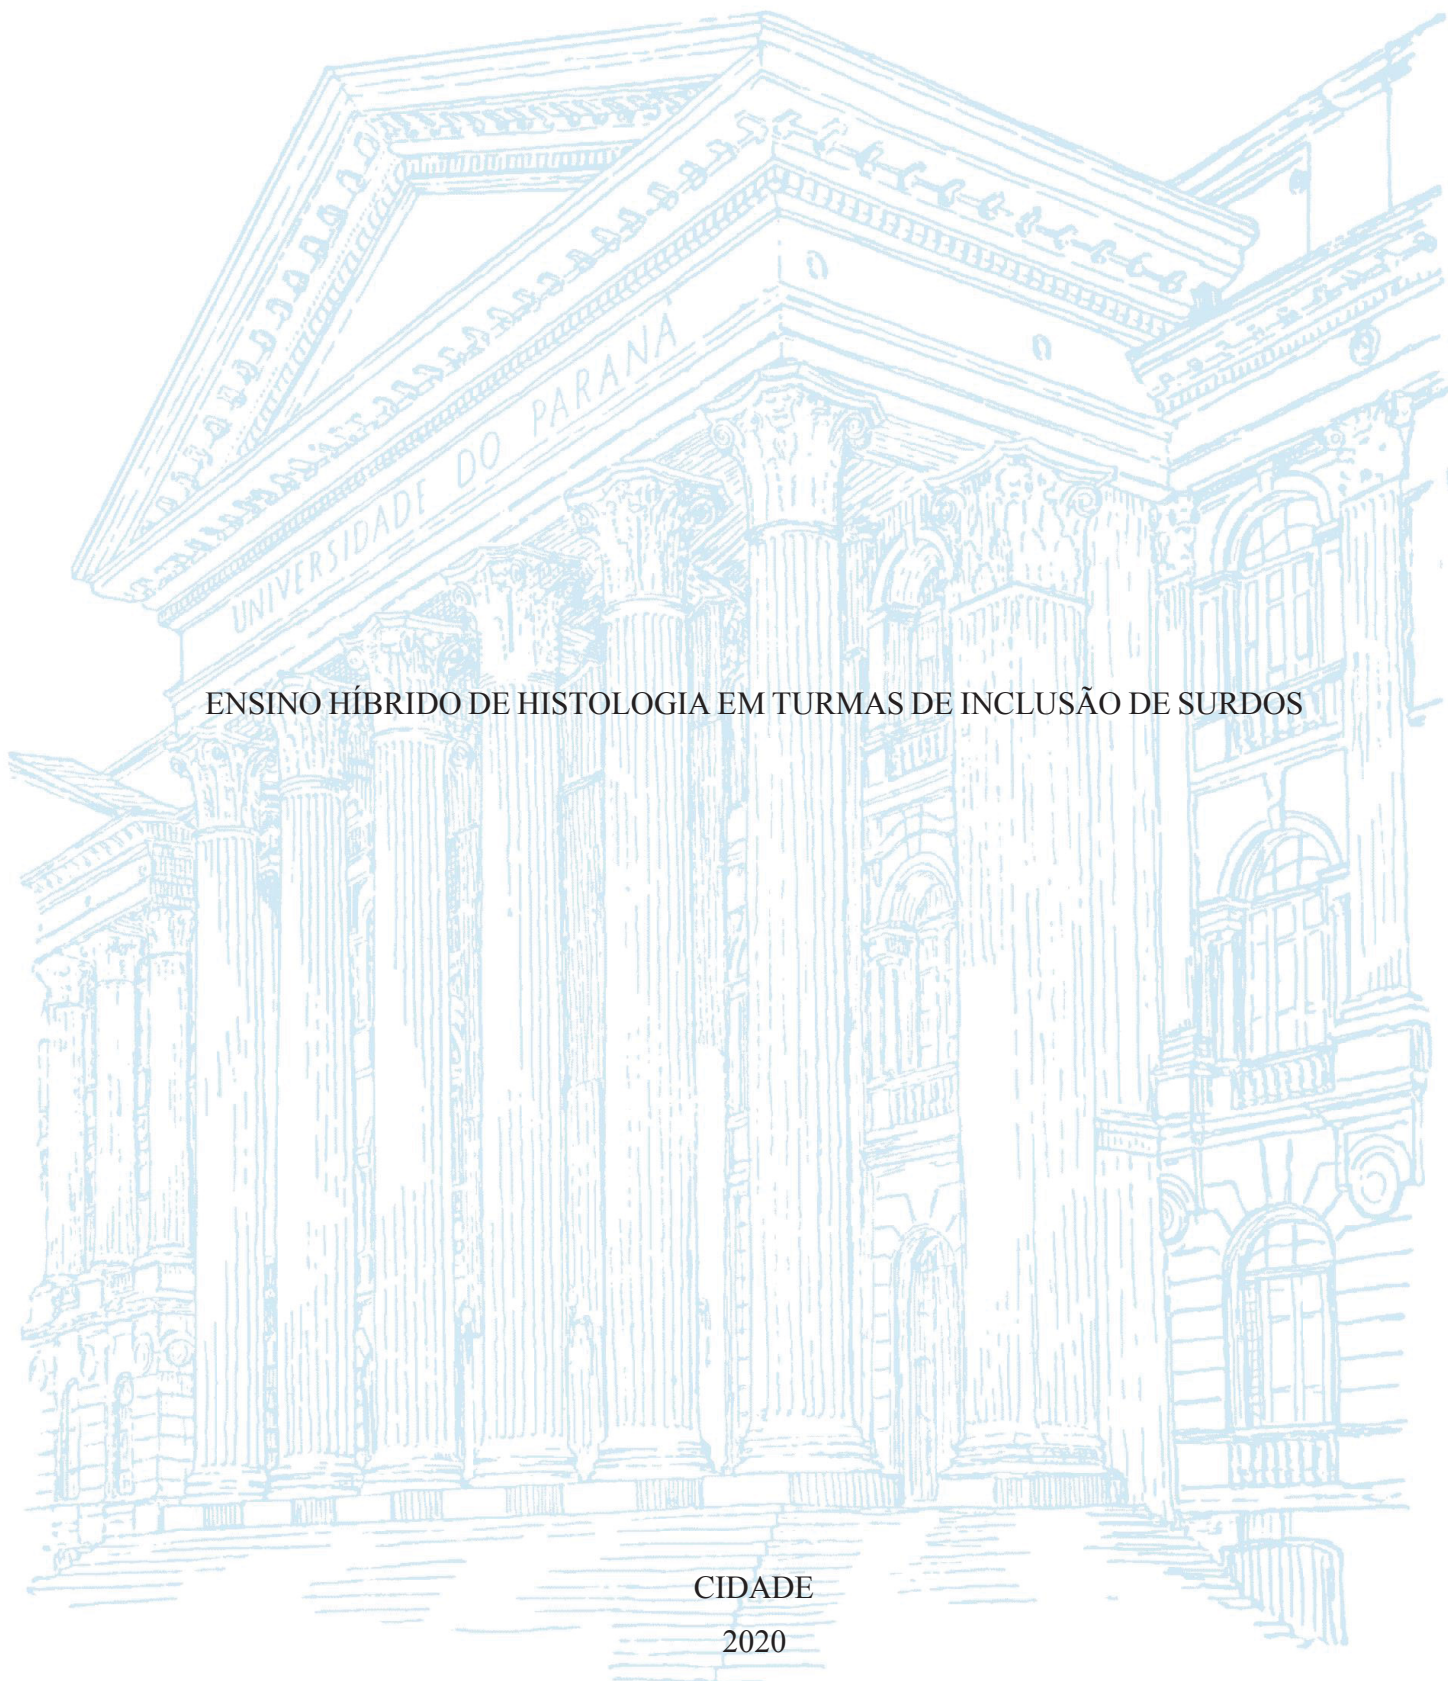 UNIVERSIDADE DO PARANÁ
ENSINO HÍBRIDO DE HISTOLOGIA EM TURMAS DE INCLUSÃO DE SURDOS
CIDADE
2020